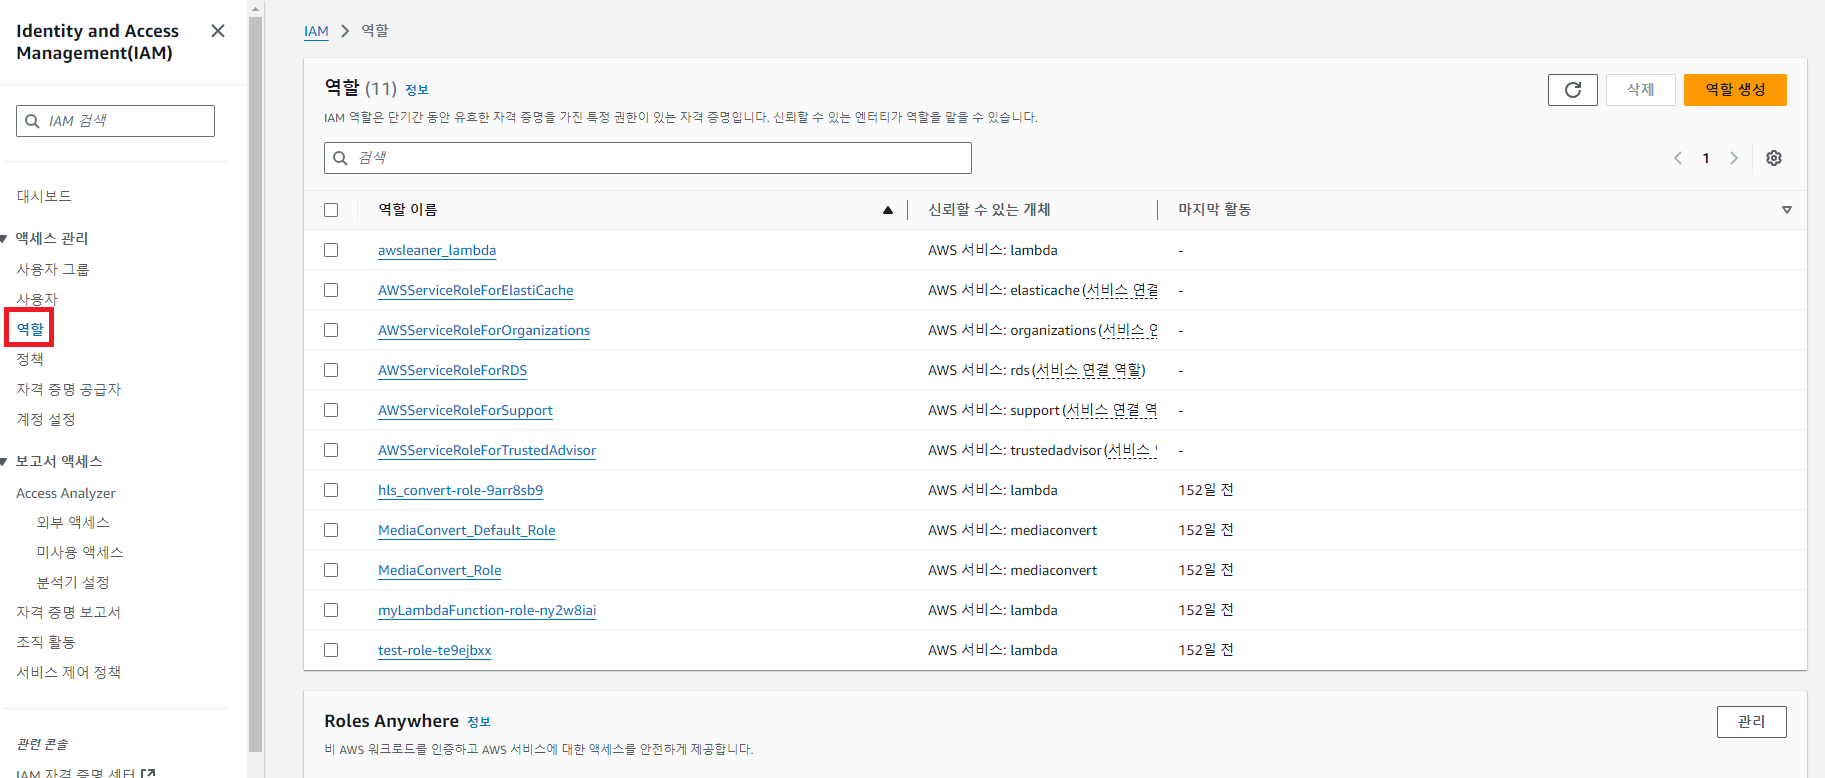 Identity and Access
Management(IAM)
IAM 검색
대시보드
액세스 관리
사용자 그룹
사용자
역할
정책
자격 증명 공급자
계정 설정
보고서 액세스
Access Analyzer
외부 액세스
미사용 액세스
분석기 설정
자격 증명 보고서
조직 활동
서비스 제어 정책
관련 콘솔
IAM 자격 증명 센터
IAM > 역할
역할 (11) 정보
삭제
역할 생성
IAM 역할은 단기간 동안 유효한 자격 증명을 가진 특정 권한이 있는 자격 증명입니다. 신뢰할 수 있는 엔터티가 역할을 맡을 수 있습니다.
검색
1
역할 이름 신뢰할 수 있는 개체 마지막 활동
awsleaner_lambda AWS 서비스: lambda -
AWSServiceRoleForElastiCache AWS 서비스: elasticache(서비스 연결 -
AWSServiceRoleForOrganizations AWS 서비스: organizations(서비스 연 -
AWSServiceRoleForRDS AWS 서비스: rds(서비스 연결 역할) -
AWSServiceRoleForSupport AWS 서비스: support(서비스 연결 역 -
AWSServiceRoleForTrustedAdvisor AWS 서비스: trustedadvisor(서비스 -
hls_convert-role-9arr8sb9 AWS 서비스: lambda 152일 전
MediaConvert_Default_Role AWS 서비스: mediaconvert 152일 전
MediaConvert_Role AWS 서비스: mediaconvert 152일 전
myLambdaFunction-role-ny2w8iai AWS 서비스: lambda 152일 전
test-role-te9ejbxx AWS 서비스: lambda 152일 전
Roles Anywhere 정보
관리
비 AWS 워크로드를 인증하고 AWS 서비스에 대한 액세스를 안전하게 제공합니다.